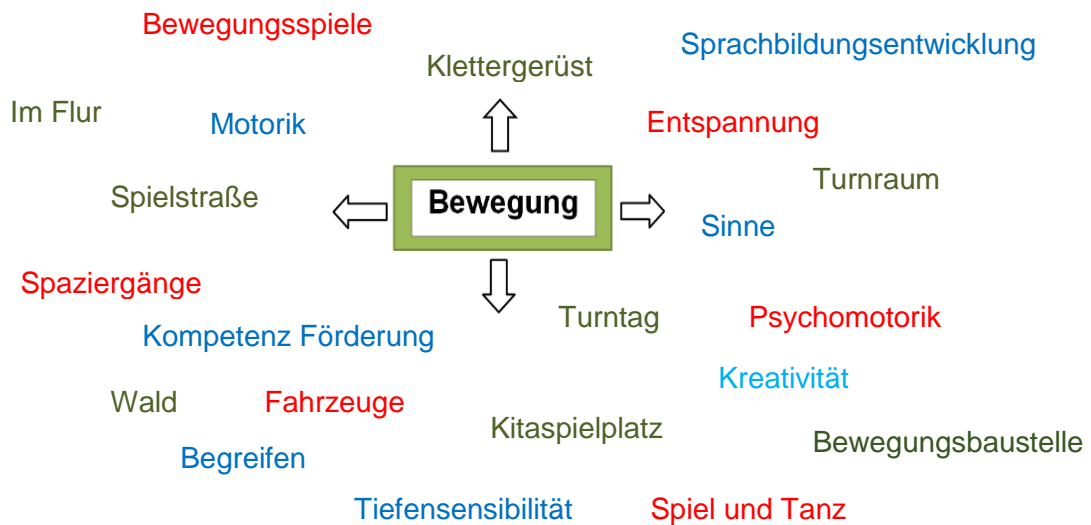 Bewegungsspiele
Sprachbildungsentwicklung
Klettergerüst
Im Flur
Motorik
Entspannung
Turnraum
Spielstraße
Bewegung
Sinne
Spaziergänge
Turntag
Psychomotorik
Kompetenz Förderung
Kreativität
Wald
Fahrzeuge
Kitaspielplatz
Bewegungsbaustelle
Begreifen
Tiefensensibilität
Spiel und Tanz